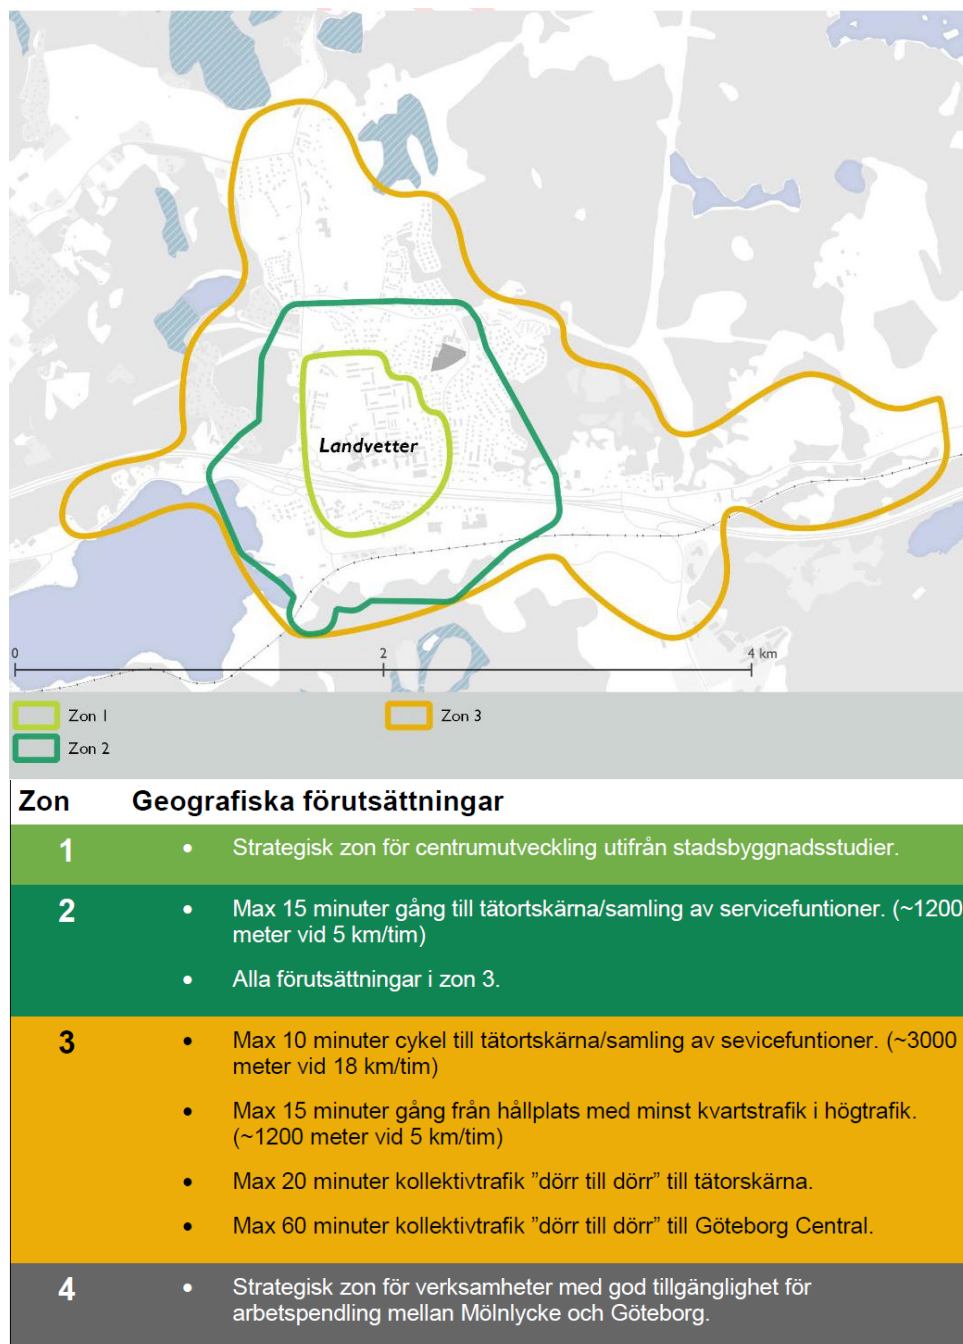 Landvetter
0 2 4 km
Zon 1 Zon 3
Zon 2
Zon Geografiska förutsättningar
1 • Strategisk zon för centrumutveckling utifrån stadsbyggnadsstudier.
2 • Max 15 minuter gång till tätortskärna/samling av servicefuntioner. (~1200
meter vid 5 km/tim)
• Alla förutsättningar i zon 3.
3 • Max 10 minuter cykel till tätortskärna/samling av sevicefuntioner. (~3000
meter vid 18 km/tim)
• Max 15 minuter gång från hållplats med minst kvartstrafik i högtrafik.
(~1200 meter vid 5 km/tim)
• Max 20 minuter kollektivtrafik ”dörr till dörr” till tätorskärna.
• Max 60 minuter kollektivtrafik ”dörr till dörr” till Göteborg Central.
4 • Strategisk zon för verksamheter med god tillgänglighet för
arbetspendling mellan Mölnlycke och Göteborg.